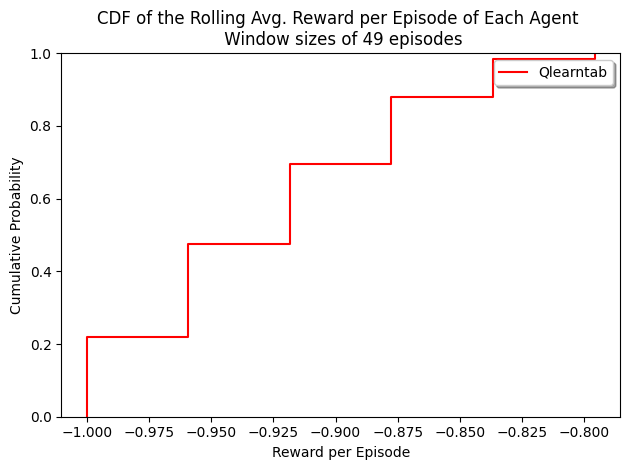 CDF of the Rolling Avg. Reward per Episode of Each Agent
Window sizes of 49 episodes
Qlearntab
Cumulative Probability
1.0
0.8
0.6
0.4
0.2
0.0
−1.000 −0.975 −0.950 −0.925 −0.900 −0.875 −0.850 −0.825 −0.800
Reward per Episode